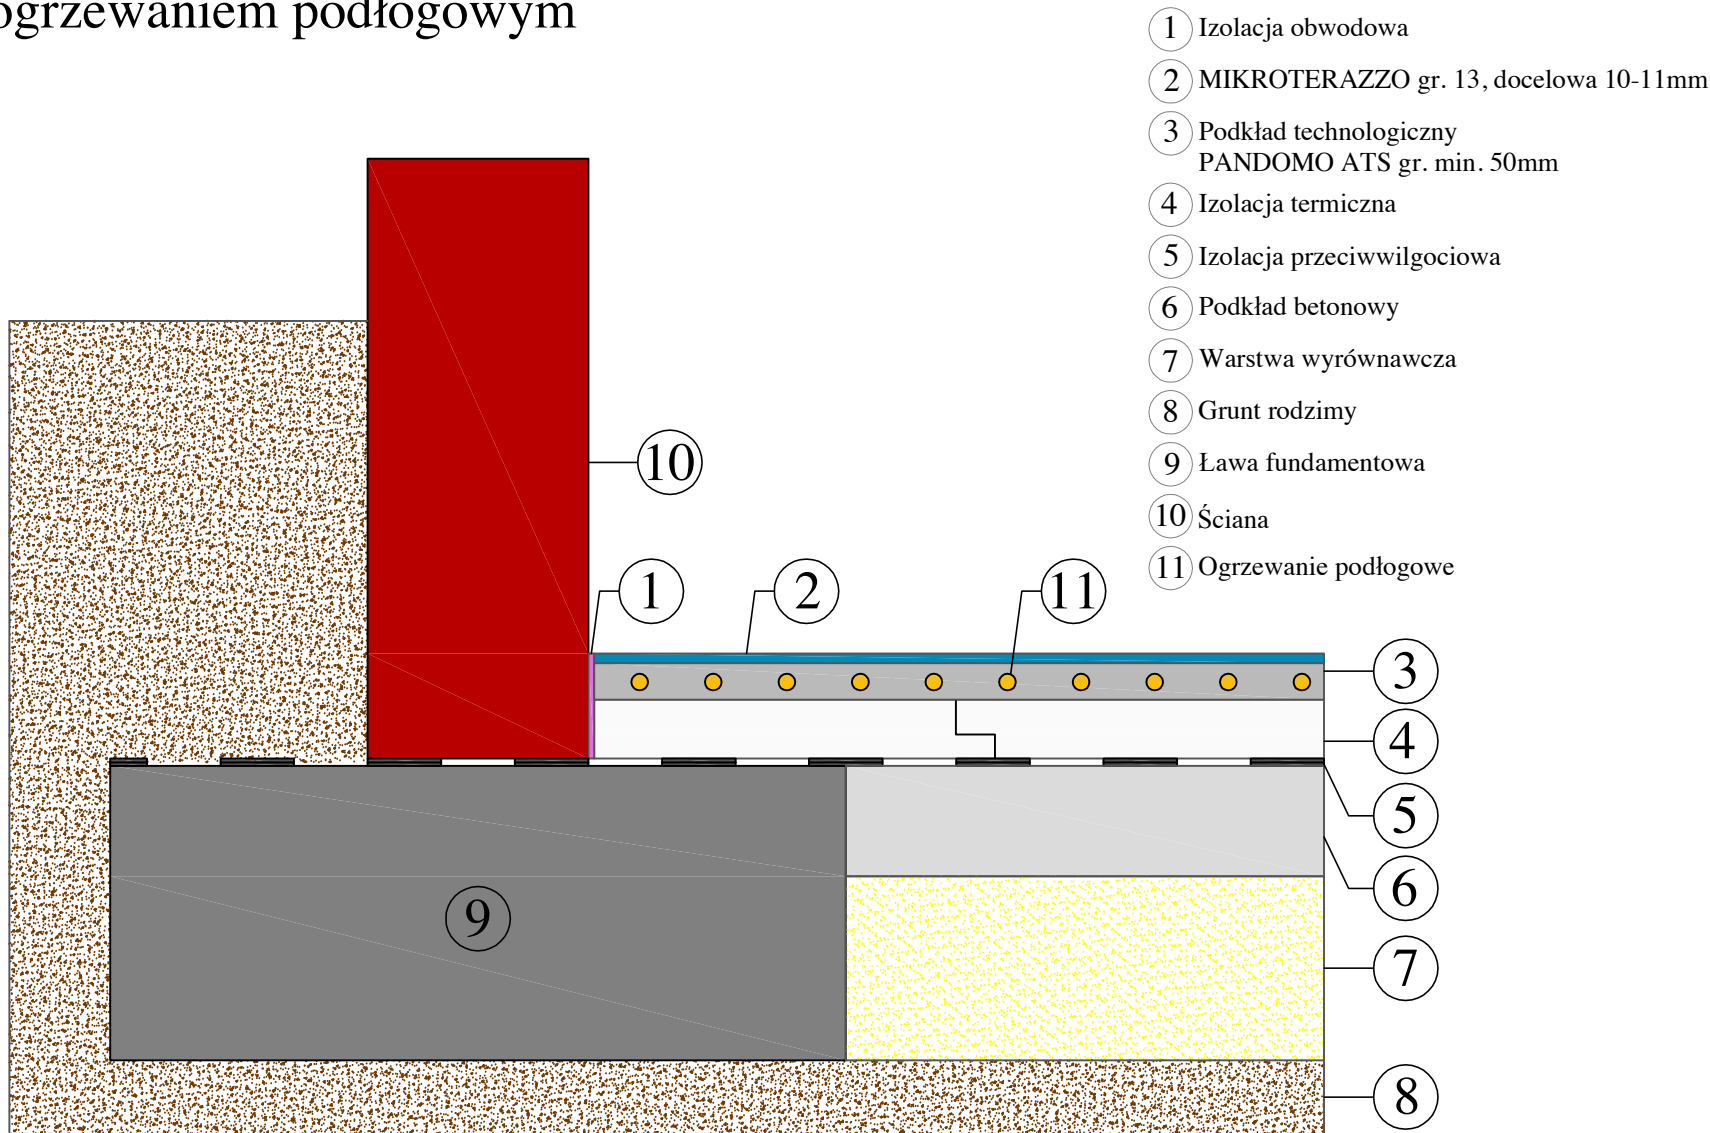 ogrzewaniem podłogowym
1 Izolacja obwodowa
2 MIKROTERAZZO gr. 13, docelowa 10-11mm
3 Podkład technologiczny
PANDOMO ATS gr. min. 50mm
4 Izolacja termiczna
5 Izolacja przeciwwilgociowa
6 Podkład betonowy
7 Warstwa wyrównawcza
8 Grunt rodzimy
9 Ława fundamentowa
10 Ściana
11 Ogrzewanie podłogowe
10
1 2 11
3
4
5
6
9
7
8